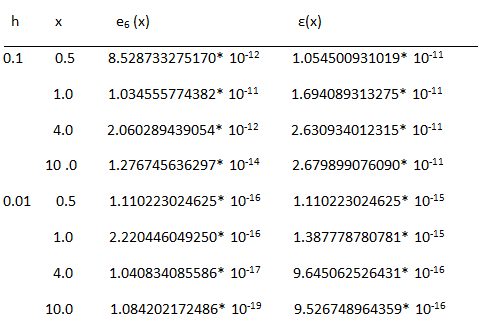 h x e₆ (x) ε(x)
0.1 0.5 8.528733275170* 10⁻¹² 1.054500931019* 10⁻¹¹
1.0 1.034555774382* 10⁻¹¹ 1.694089313275* 10⁻¹¹
4.0 2.060289439054* 10⁻¹² 2.630934012315* 10⁻¹¹
10 .0 1.276745636297* 10⁻¹⁴ 2.679899076090* 10⁻¹¹
0.01 0.5 1.110223024625* 10⁻¹⁶ 1.110223024625* 10⁻¹⁵
1.0 2.220446049250* 10⁻¹⁶ 1.387778780781* 10⁻¹⁵
4.0 1.040834085586* 10⁻¹⁷ 9.645062526431* 10⁻¹⁶
10.0 1.084202172486* 10⁻¹⁹ 9.526748964359* 10⁻¹⁶